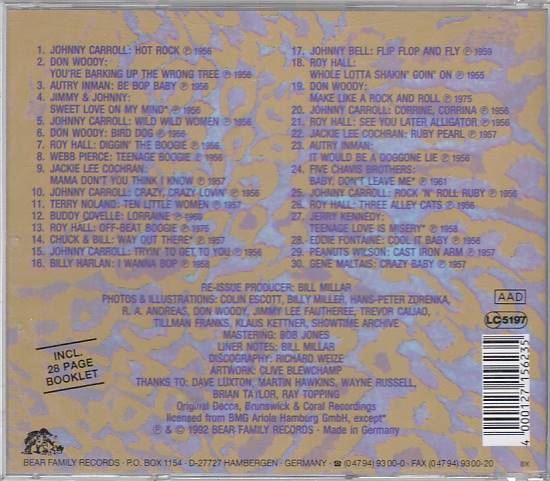 1. JOHNNY CARROLL: HOT ROCK ℗ 1956
2. DON WOODY:
YOU'RE BARKING UP THE WRONG TREE ℗ 1956
3. AUTRY INMAN: BE BOP BABY ℗ 1956
4. JIMMY & JOHNNY:
SWEET LOVE ON MY MIND* ℗ 1956
5. JOHNNY CARROLL: WILD WILD WOMEN ℗ 1956
6. DON WOODY: BIRD DOG ℗ 1956
7. ROY HALL: DIGGIN' THE BOOGIE ℗ 1956
8. WEBB PIERCE: TEENAGE BOOGIE ℗ 1956
9. JACKIE LEE COCHRAN:
MAMA DON'T YOU THINK I KNOW ℗ 1957
10. JOHNNY CARROLL: CRAZY, CRAZY LOVIN' ℗ 1956
11. TERRY NOLAND: TEN LITTLE WOMEN ℗ 1957
12. BUDDY COVELLE: LORRAINE ℗
13. ROY HALL: OFF-BEAT BOOGIE ℗ 1975
14. CHUCK & BILL: WAY OUT THERE* ℗ 1957
15. JOHNNY CARROLL: TRYIN' TO GET TO YOU ℗ 1956
16. BILLY HARLAN: I WANNA BOP ℗ 1958
17. JOHNNY BELL: FLIP FLOP AND FLY ℗ 1959
18. ROY HALL:
WHOLE LOTTA SHAKIN' GOIN' ON ℗ 1955
19. DON WOODY:
MAKE LIKE A ROCK AND ROLL ℗ 1975
20. JOHNNY CARROLL: CORRINE, CORRINA ℗ 1956
21. ROY HALL: SEE YOU LATER ALLIGATOR ℗ 1956
22. JACKIE LEE COCHRAN: RUBY PEARL ℗ 1957
23. AUTRY INMAN:
IT WOULD BE A DOGGONE LIE ℗ 1956
24. FIVE CHAVIS BROTHERS:
BABY, DON'T LEAVE ME* ℗ 1961
25. JOHNNY CARROLL: ROCK 'N' ROLL RUBY ℗ 1956
26. ROY HALL: THREE ALLEY CATS ℗ 1956
27. JERRY KENNEDY:
TEENAGE LOVE IS MISERY* ℗ 1958
28. EDDIE FONTAINE: COOL IT BABY ℗ 1956
29. PEANUTS WILSON: CAST IRON ARM ℗ 1957
30. GENE MALTAIS: CRAZY BABY ℗ 1957
RE-ISSUE PRODUCER: BILL MILLAR
PHOTOS & ILLUSTRATIONS: COLIN ESCOTT, BILLY MILLER, HANS-PETER ZDRENKA,
R. A. ANDREAS, DON WOODY, JIMMY LEE FAUTHEREE, TREVOR CAJIAO,
TILLMAN FRANKS, KLAUS KETTNER, SHOWTIME ARCHIVE
MASTERING: BOB JONES
LINER NOTES: BILL MILLAR
DISCOGRAPHY: RICHARD WEIZE
ARTWORK: CLIVE BLEWCHAMP
THANKS TO: DAVE LUXTON, MARTIN HAWKINS, WAYNE RUSSELL,
BRIAN TAYLOR, RAY TOPPING
Original Decca, Brunswick & Coral Recordings
licensed from BMG Ariola Hamburg GmbH, except*
℗ & © 1992 BEAR FAMILY RECORDS · Made in Germany
INCL.
28 PAGE
BOOKLET
AAD
LC 5197
4 000127 156235
BEAR FAMILY RECORDS · P.O. BOX 1154 · D-27727 HAMBERGEN · GERMANY · ☎ (0 47 94) 93 00-0 · FAX (0 47 94) 93 00-20